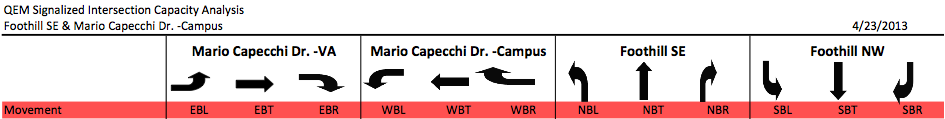 QEM Signalized Intersection Capacity Analysis
Foothill SE & Mario Capecchi Dr. -Campus 4/23/2013
Mario Capecchi Dr. -VA Mario Capecchi Dr. -Campus Foothill SE Foothill NW
Movement EBL EBT EBR WBL WBT WBR NBL NBT NBR SBL SBT SBR